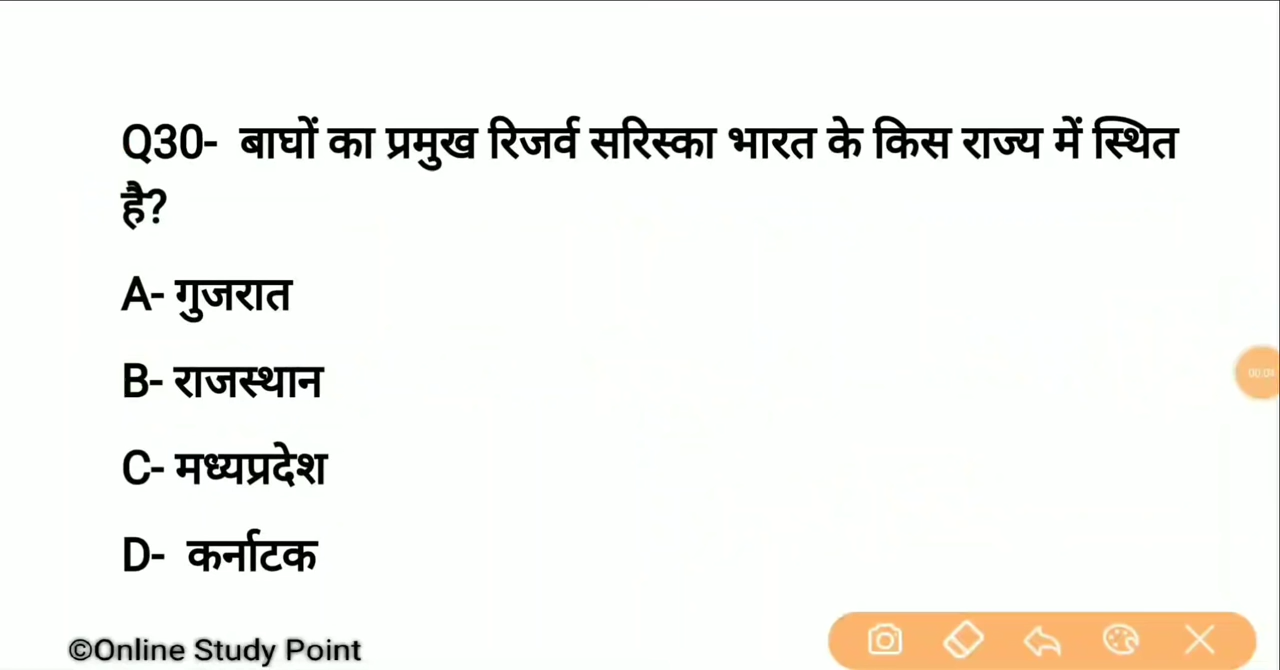 Q30- बाघों का प्रमुख रिजर्व सरिस्का भारत के किस राज्य में स्थित
है?
A- गुजरात
B- राजस्थान
C- मध्यप्रदेश
D- कर्नाटक
©Online Study Point